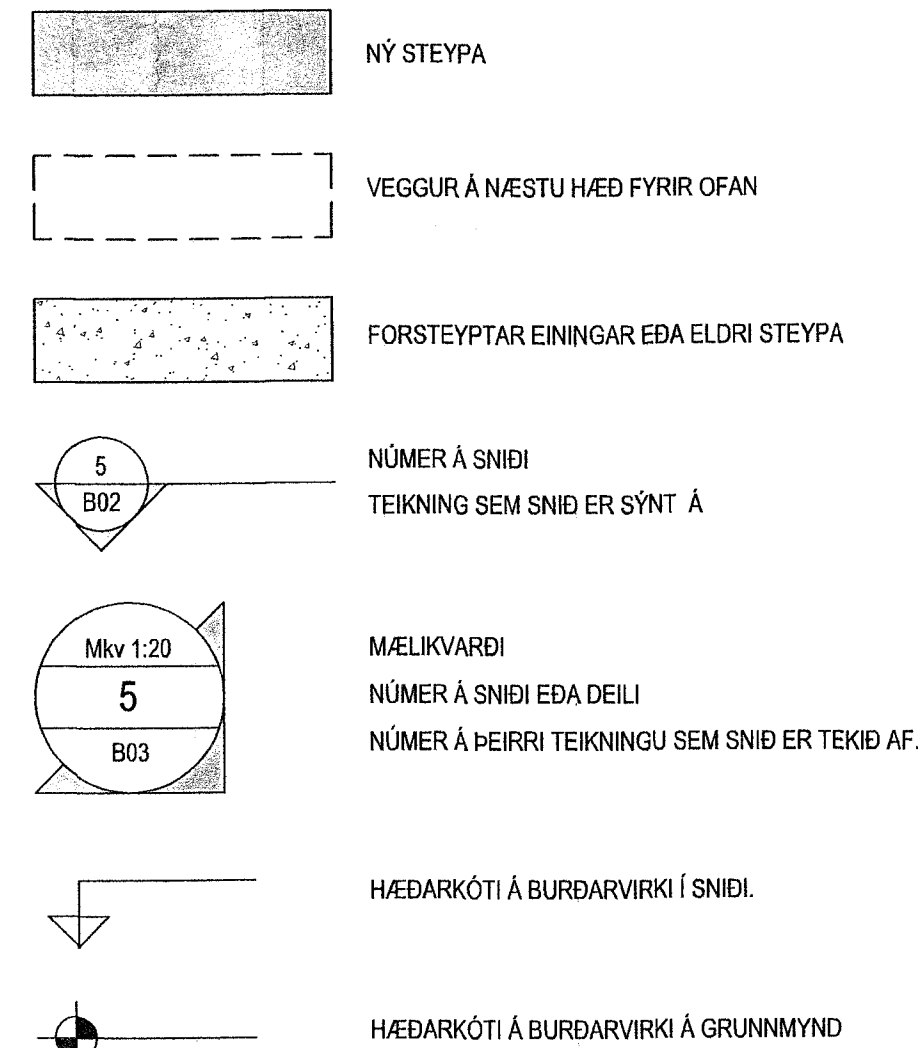 NÝ STEYPA
VEGGUR Á NÆSTU HÆÐ FYRIR OFAN
FORSTEYPTAR EININGAR EÐA ELDRI STEYPA
5
B02
NÚMER Á SNIÐI
TEIKNING SEM SNIÐ ER SÝNT Á
Mkv 1:20
5
B03
MÆLIKVARÐI
NÚMER Á SNIÐI EÐA DEILI
NÚMER Á ÞEIRRI TEIKNINGU SEM SNIÐ ER TEKIÐ AF.
HÆÐARKÓTI Á BURÐARVIRKI Í SNIÐI.
HÆÐARKÓTI Á BURÐARVIRKI Á GRUNNMYND